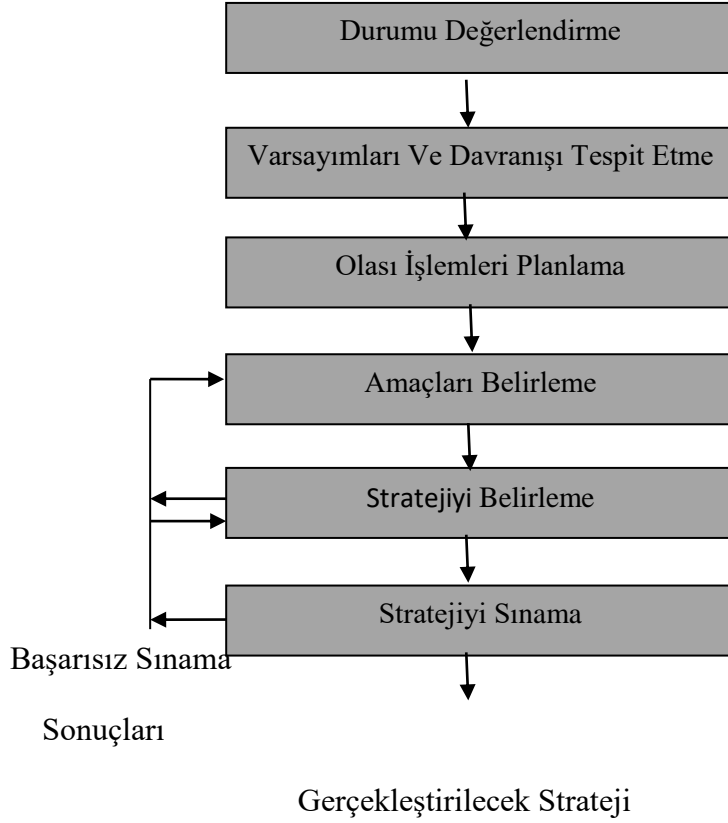 Durumu Değerlendirme
Varsayımları Ve Davranışı Tespit Etme
Olası İşlemleri Planlama
Amaçları Belirleme
Stratejiyi Belirleme
Stratejiyi Sınama
Başarısız Sınama
Sonuçları
Gerçekleştirilecek Strateji